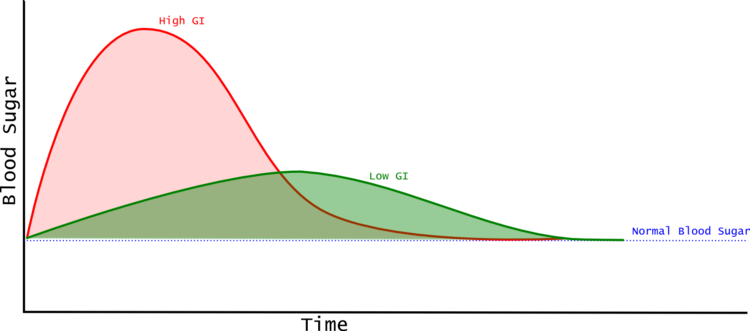 High GI
Blood Sugar
Low GI
Normal Blood Sugar
Time